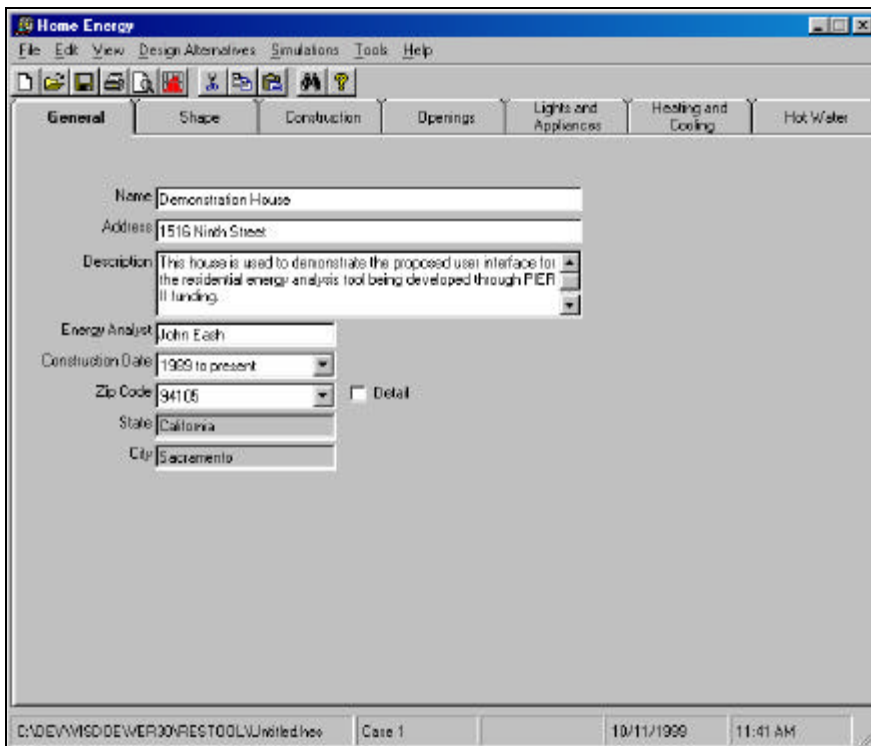 Home Energy
File Edit View Design Alternatives Simulations Tools Help
General Shape Construction Openings Lights and Appliances Heating and Cooling Hot Water
Name Demonstration House
Address 1516 Ninth Street
Description This house is used to demonstrate the proposed user interface for
the residential energy analysis tool being developed through PIER
II funding.
Energy Analyst John Eash
Construction Date 1989 to present
Zip Code 94105 Detail
State California
City Sacramento
Case 1 10/11/1999 11:41 AM